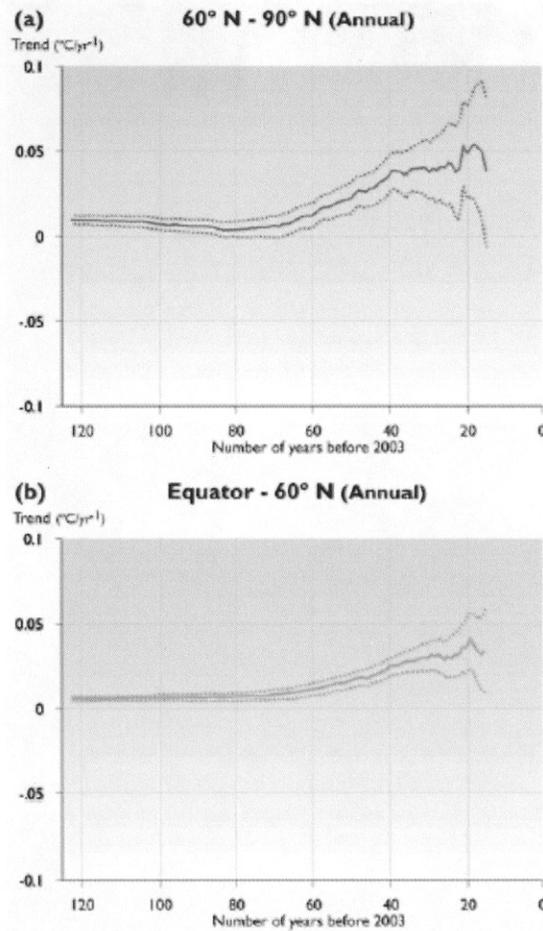 (a) 60° N - 90° N (Annual)
Trend (°C/yr-1)
0.1
0.05
0
-.05
-0.1
120 100 80 60 40 20 0
Number of years before 2003
(b) Equator - 60° N (Annual)
Trend (°C/yr-1)
0.1
0.05
0
-.05
-0.1
120 100 80 60 40 20 0
Number of years before 2003